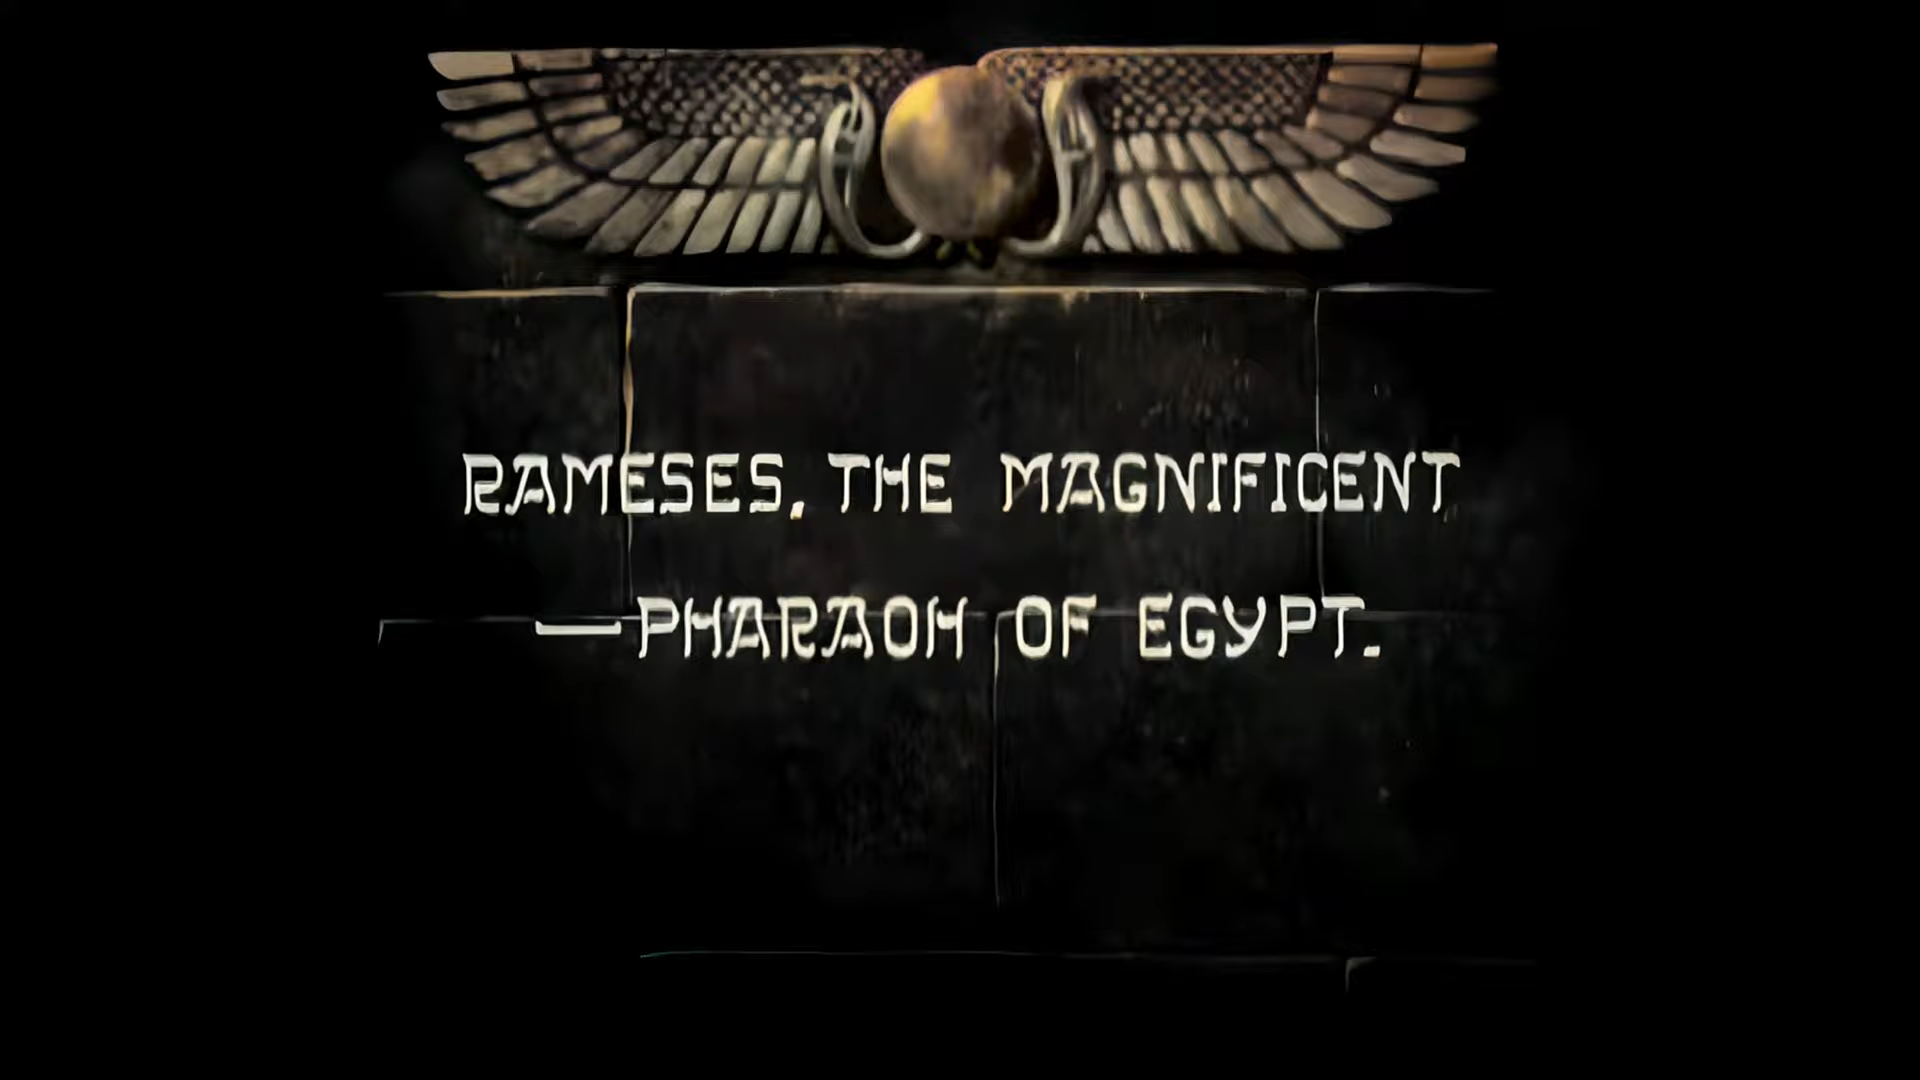 RAMESES, THE MAGNIFICENT
—PHARAOH OF EGYPT.